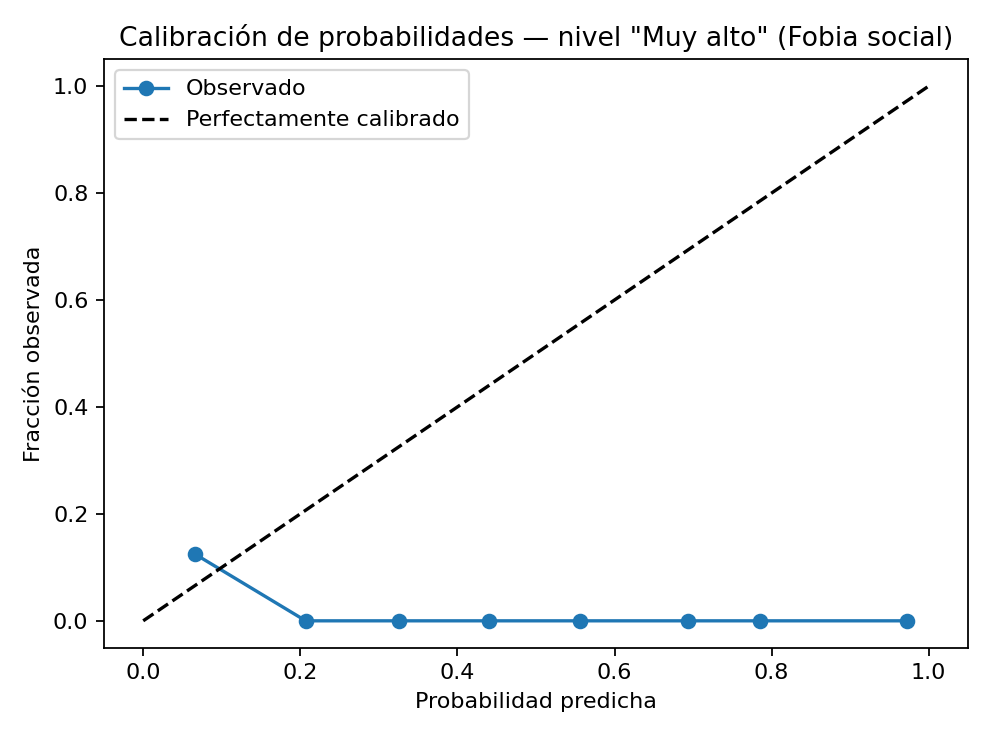 Calibración de probabilidades — nivel "Muy alto" (Fobia social)
Observado
Perfectamente calibrado
Fracción observada
1.0
0.8
0.6
0.4
0.2
0.0
0.0 0.2 0.4 0.6 0.8 1.0
Probabilidad predicha